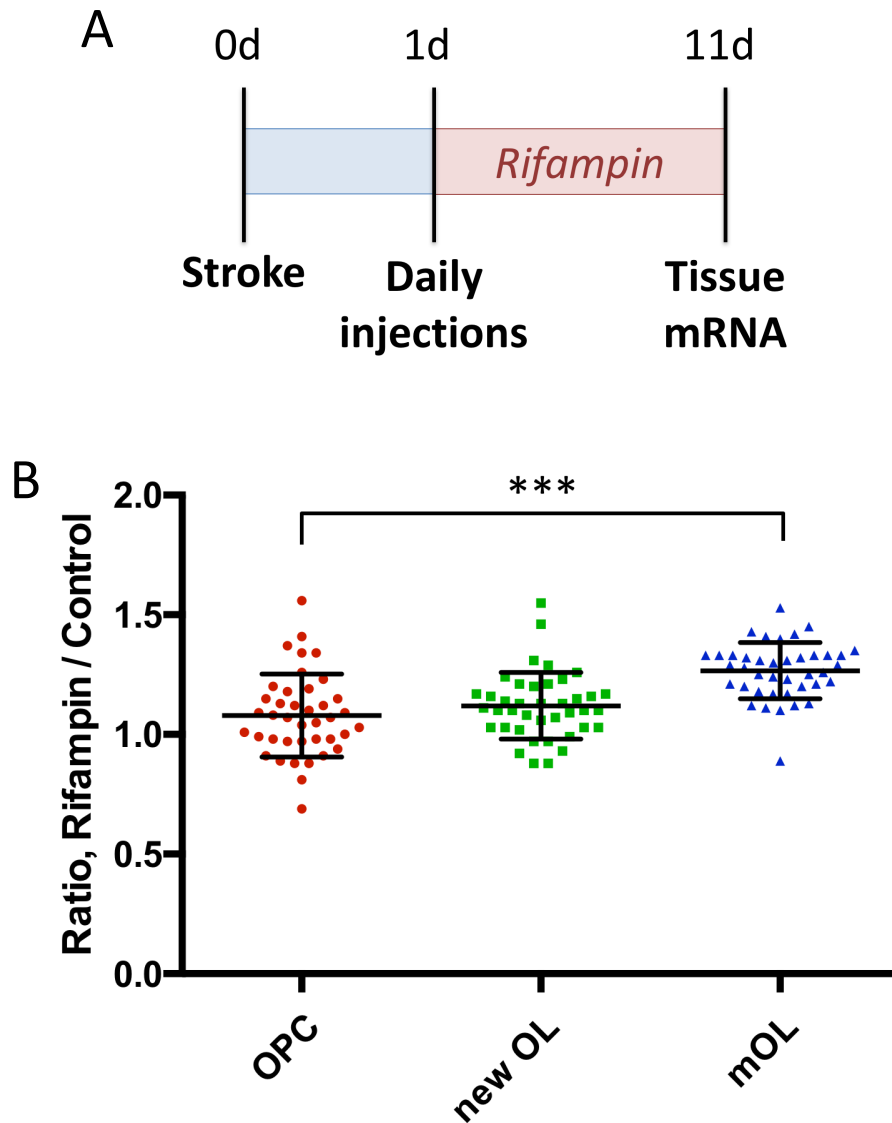 A
0d 1d 11d
Rifampin
Stroke Daily Tissue
injections mRNA
B
***
2.0
1.5
1.0
0.5
0.0
Ratio, Rifampin / Control
OPC new OL mOL